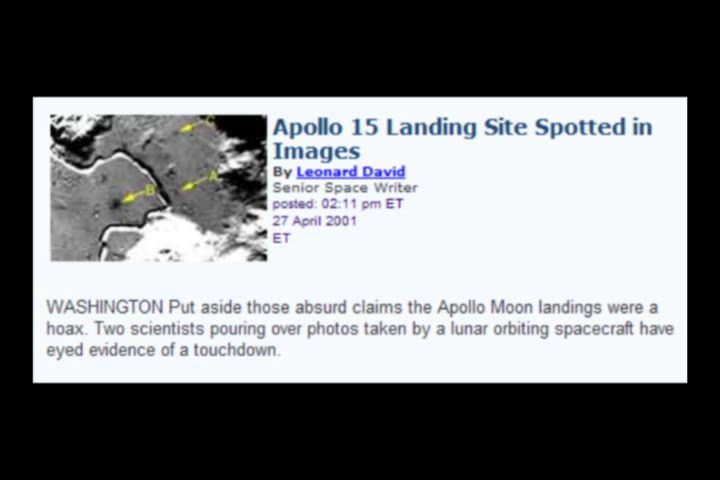 C
A
B
Apollo 15 Landing Site Spotted in
Images
By Leonard David
Senior Space Writer
posted: 02:11 pm ET
27 April 2001
ET
WASHINGTON Put aside those absurd claims the Apollo Moon landings were a
hoax. Two scientists pouring over photos taken by a lunar orbiting spacecraft have
eyed evidence of a touchdown.